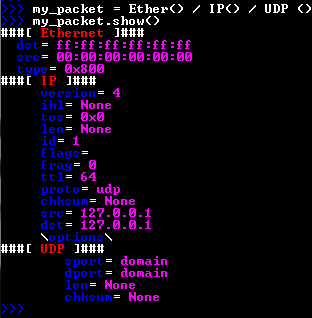 >>> my_packet = Ether() / IP() / UDP ()
>>> my_packet.show()
###[ Ethernet ]###
  dst= ff:ff:ff:ff:ff:ff
  src= 00:00:00:00:00:00
  type= 0x800
###[ IP ]###
     version= 4
     ihl= None
     tos= 0x0
     len= None
     id= 1
     flags=
     frag= 0
     ttl= 64
     proto= udp
     chksum= None
     src= 127.0.0.1
     dst= 127.0.0.1
     \options\
###[ UDP ]###
        sport= domain
        dport= domain
        len= None
        chksum= None
>>>